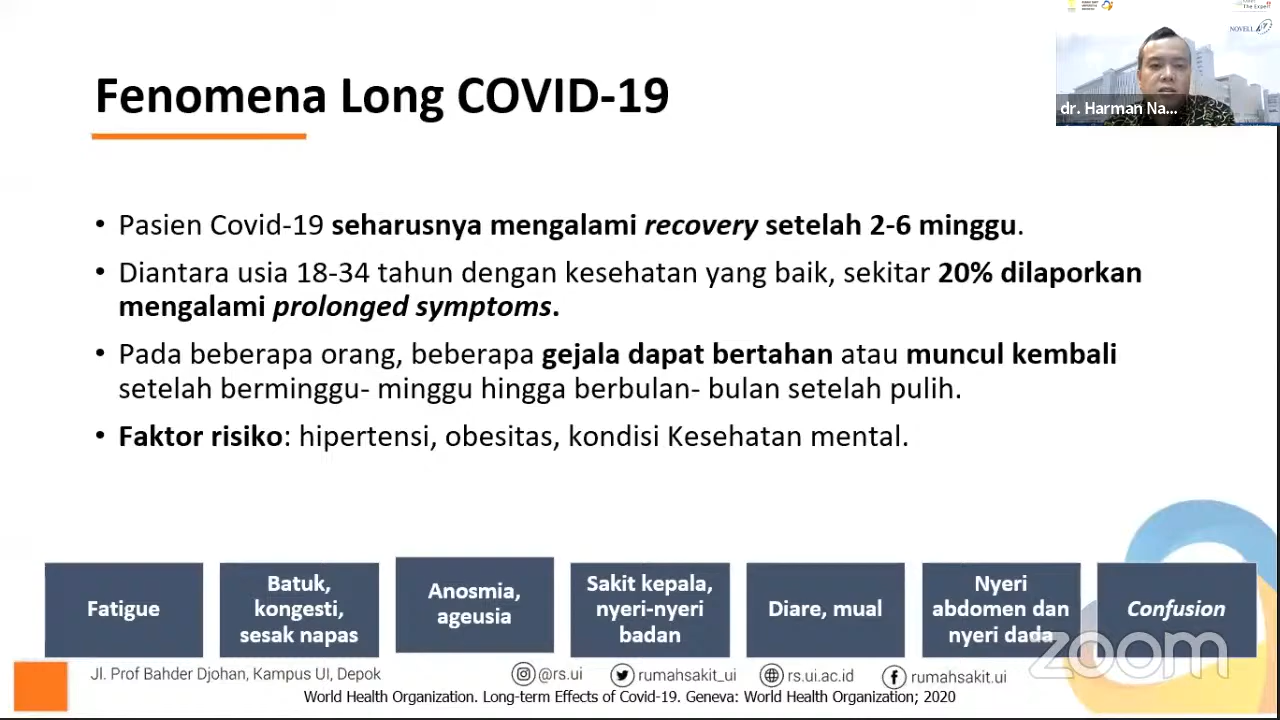 The Expert
NOVELL
dr. Harman Na...
Fenomena Long COVID-19
• Pasien Covid-19 seharusnya mengalami recovery setelah 2-6 minggu.
• Diantara usia 18-34 tahun dengan kesehatan yang baik, sekitar 20% dilaporkan
mengalami prolonged symptoms.
• Pada beberapa orang, beberapa gejala dapat bertahan atau muncul kembali
setelah berminggu- minggu hingga berbulan- bulan setelah pulih.
• Faktor risiko: hipertensi, obesitas, kondisi Kesehatan mental.
Fatigue
Batuk,
kongesti,
sesak napas
Anosmia,
ageusia
Sakit kepala,
nyeri-nyeri
badan
Diare, mual
Nyeri
abdomen dan
nyeri dada
Confusion
zoom
Jl. Prof Bahder Djohan, Kampus UI, Depok
@rs.ui
rumahsakit_ui
rs.ui.ac.id
rumahsakit.ui
World Health Organization. Long-term Effects of Covid-19. Geneva: World Health Organization; 2020